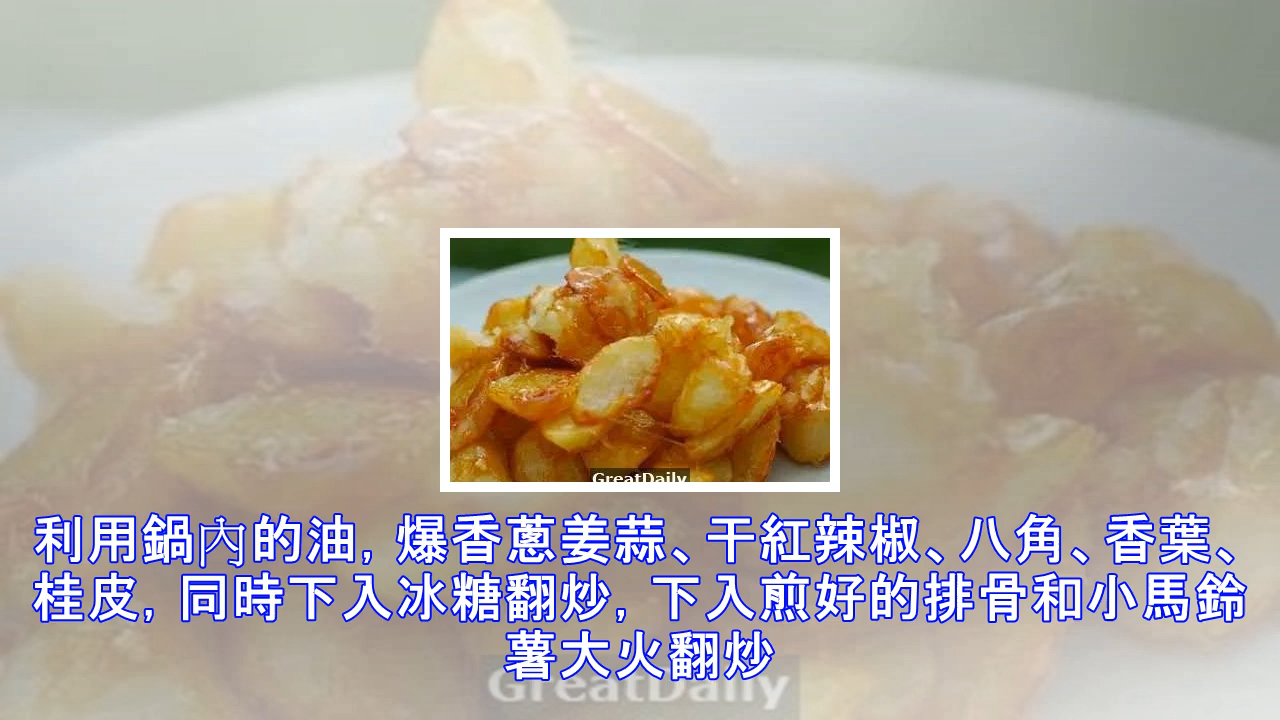 GreatDaily
利用鍋內的油,爆香蔥姜蒜、干紅辣椒、八角、香葉、
桂皮,同時下入冰糖翻炒,下入煎好的排骨和小馬鈴
薯大火翻炒
GreatDaily